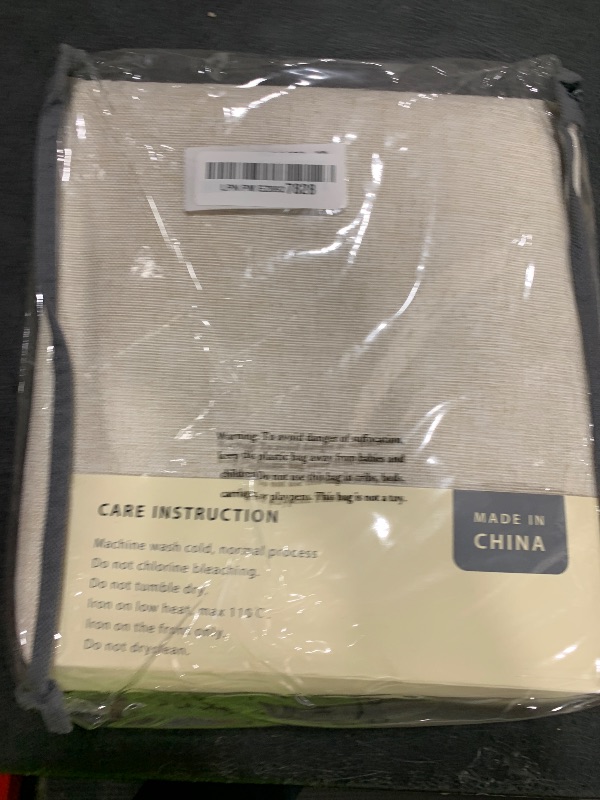 7828
Warning: To avoid danger of suffocation,
keep this plastic bag away from babies and
children. Do not use this bag in cribs, beds,
carriages or playpens. This bag is not a toy.
CARE INSTRUCTION
MADE IN
CHINA
Machine wash cold, normal process
Do not chlorine bleaching.
Do not tumble dry.
Iron on low heat, max 110 C.
Iron on the front only.
Do not dryclean.